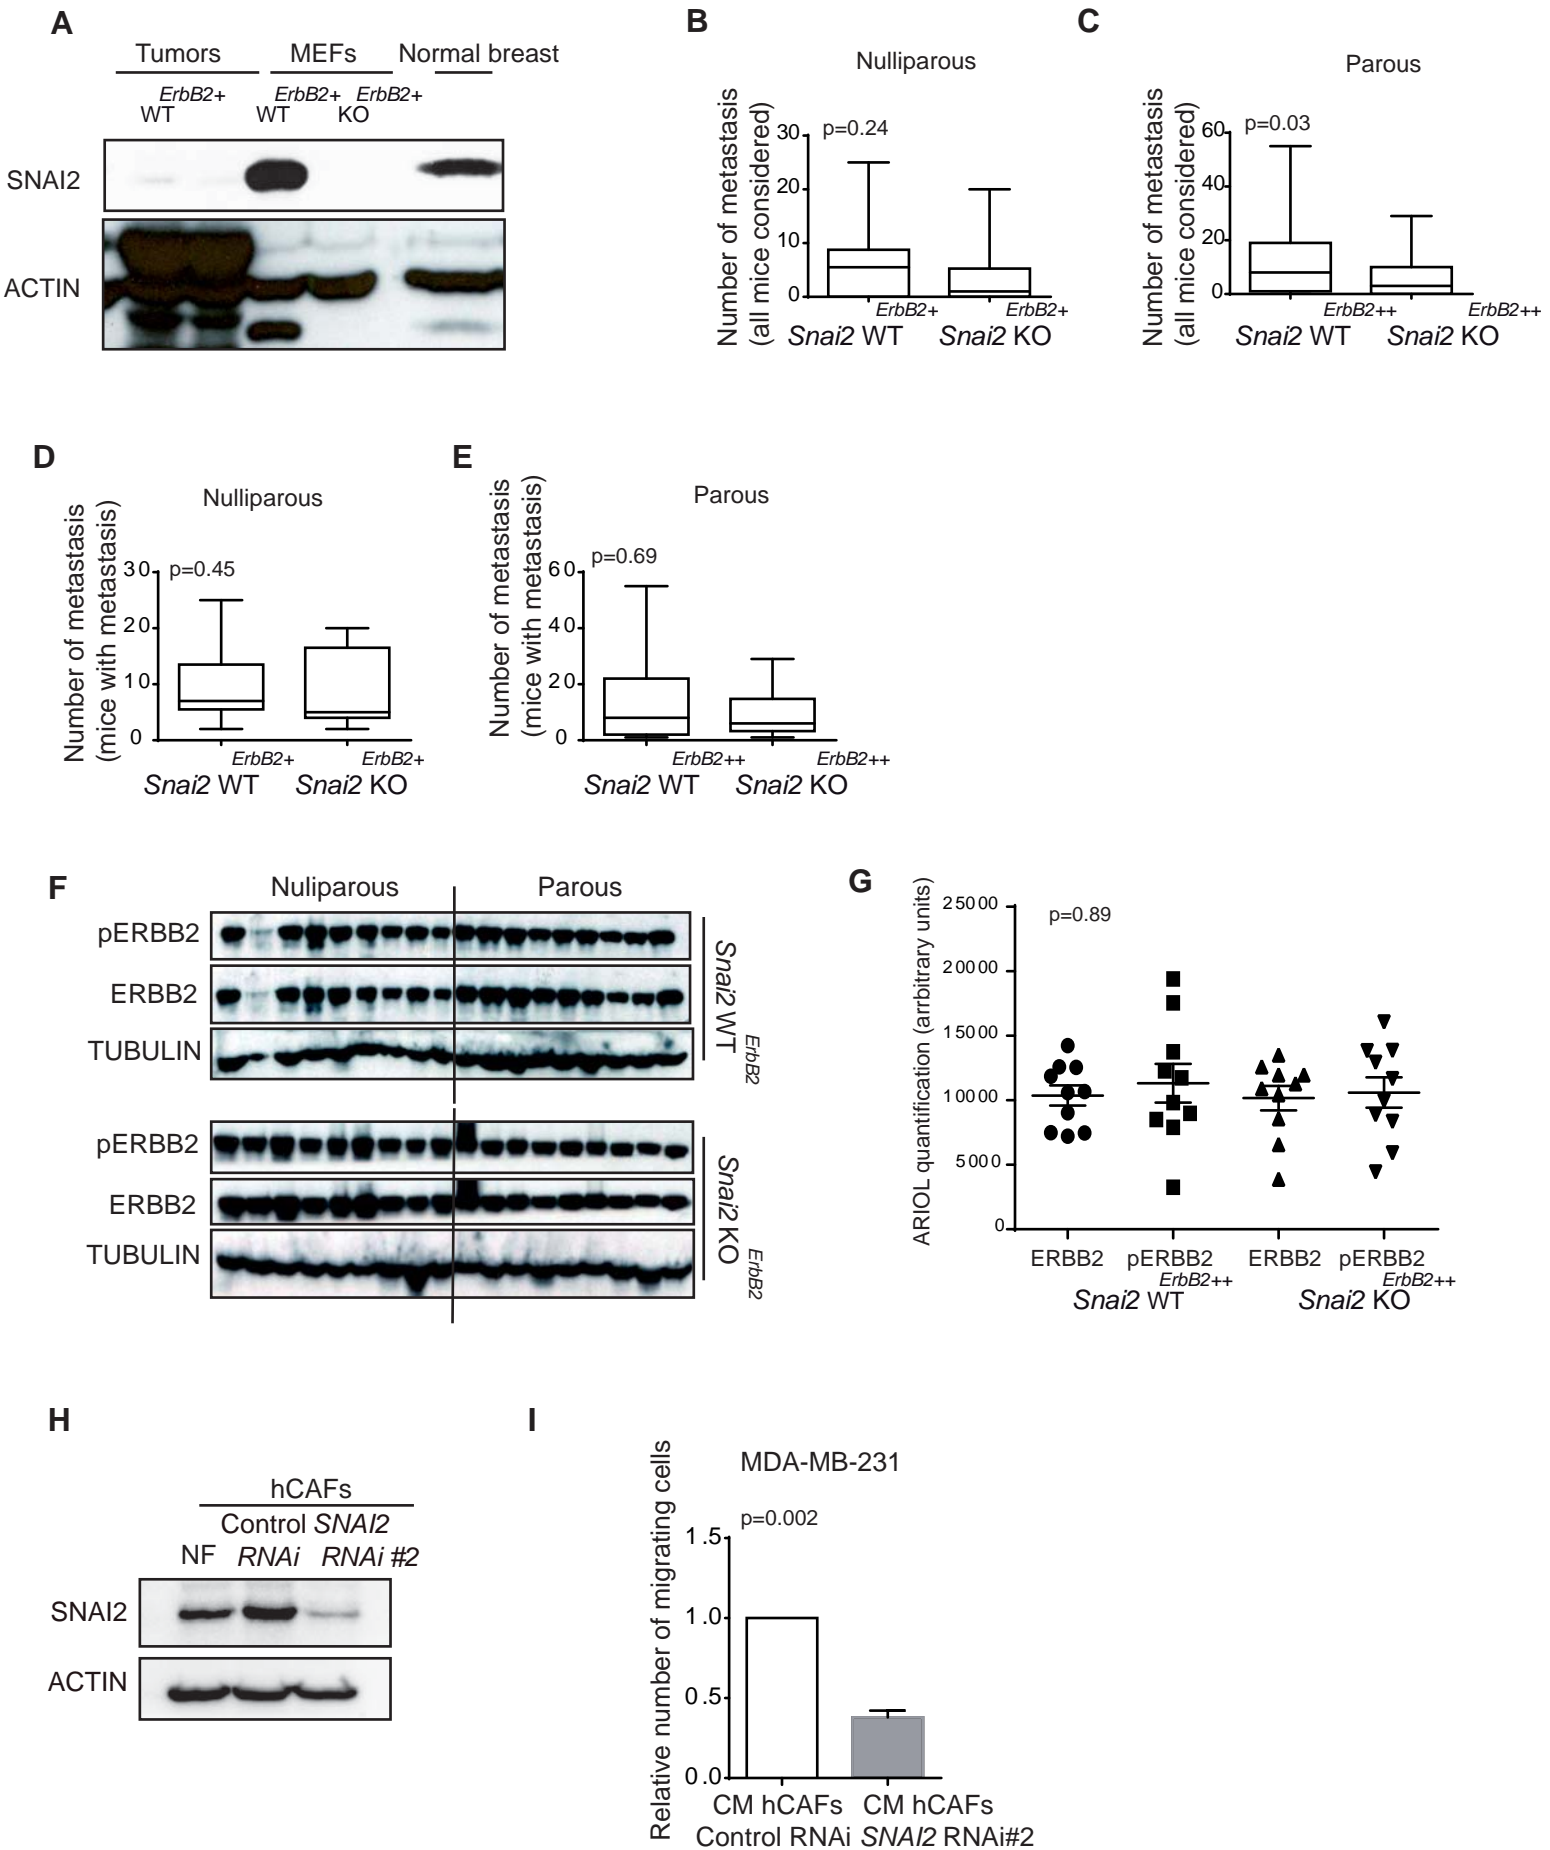 A
Tumors MEFs Normal breast
ErbB2+ ErbB2+ ErbB2+
WT WT KO
SNAI2
ACTIN
B
Nulliparous
Number of metastasis
(all mice considered)
p=0.24
30
20
10
0
ErbB2+ ErbB2+
Snai2 WT Snai2 KO
C
Parous
Number of metastasis
(all mice considered)
p=0.03
60
40
20
0
ErbB2++ ErbB2++
Snai2 WT Snai2 KO
D
Nulliparous
Number of metastasis
(mice with metastasis)
p=0.45
30
20
10
0
ErbB2+ ErbB2+
Snai2 WT Snai2 KO
E
Parous
Number of metastasis
(mice with metastasis)
p=0.69
60
40
20
0
ErbB2++ ErbB2++
Snai2 WT Snai2 KO
F
Nuliparous Parous
pERBB2
ERBB2
TUBULIN
Snai2 WT ErbB2
pERBB2
ERBB2
TUBULIN
Snai2 KO ErbB2
G
ARIOL quantification (arrbitrary units)
p=0.89
25000
20000
15000
10000
5000
0
ERBB2 pERBB2 ERBB2 pERBB2
ErbB2++ ErbB2++
Snai2 WT Snai2 KO
H
hCAFs
Control SNAI2
NF RNAi RNAi #2
SNAI2
ACTIN
I
MDA-MB-231
Relative number of migrating cells
p=0.002
1.5
1.0
0.5
0.0
CM hCAFs CM hCAFs
Control RNAi SNAI2 RNAi#2